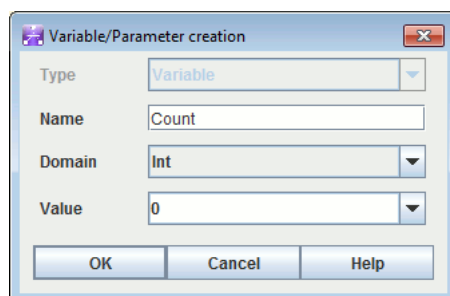 Variable/Parameter creation
Type Variable
Name Count
Domain Int
Value 0
OK Cancel Help